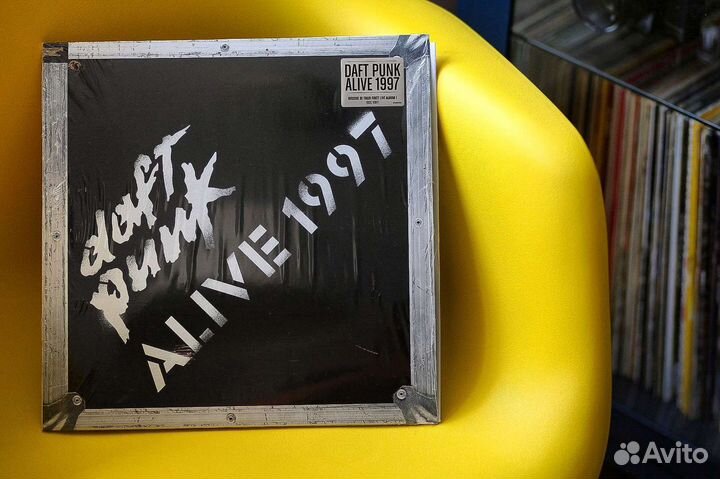 DAFT PUNK
ALIVE 1997
daft
punk
ALIVE 1997
Avito